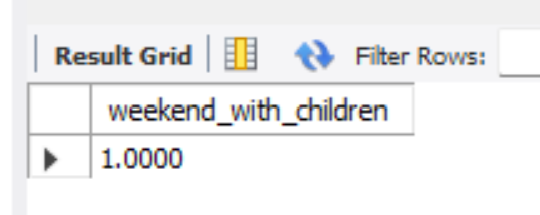 Result Grid Filter Rows:
weekend_with_children
1.0000